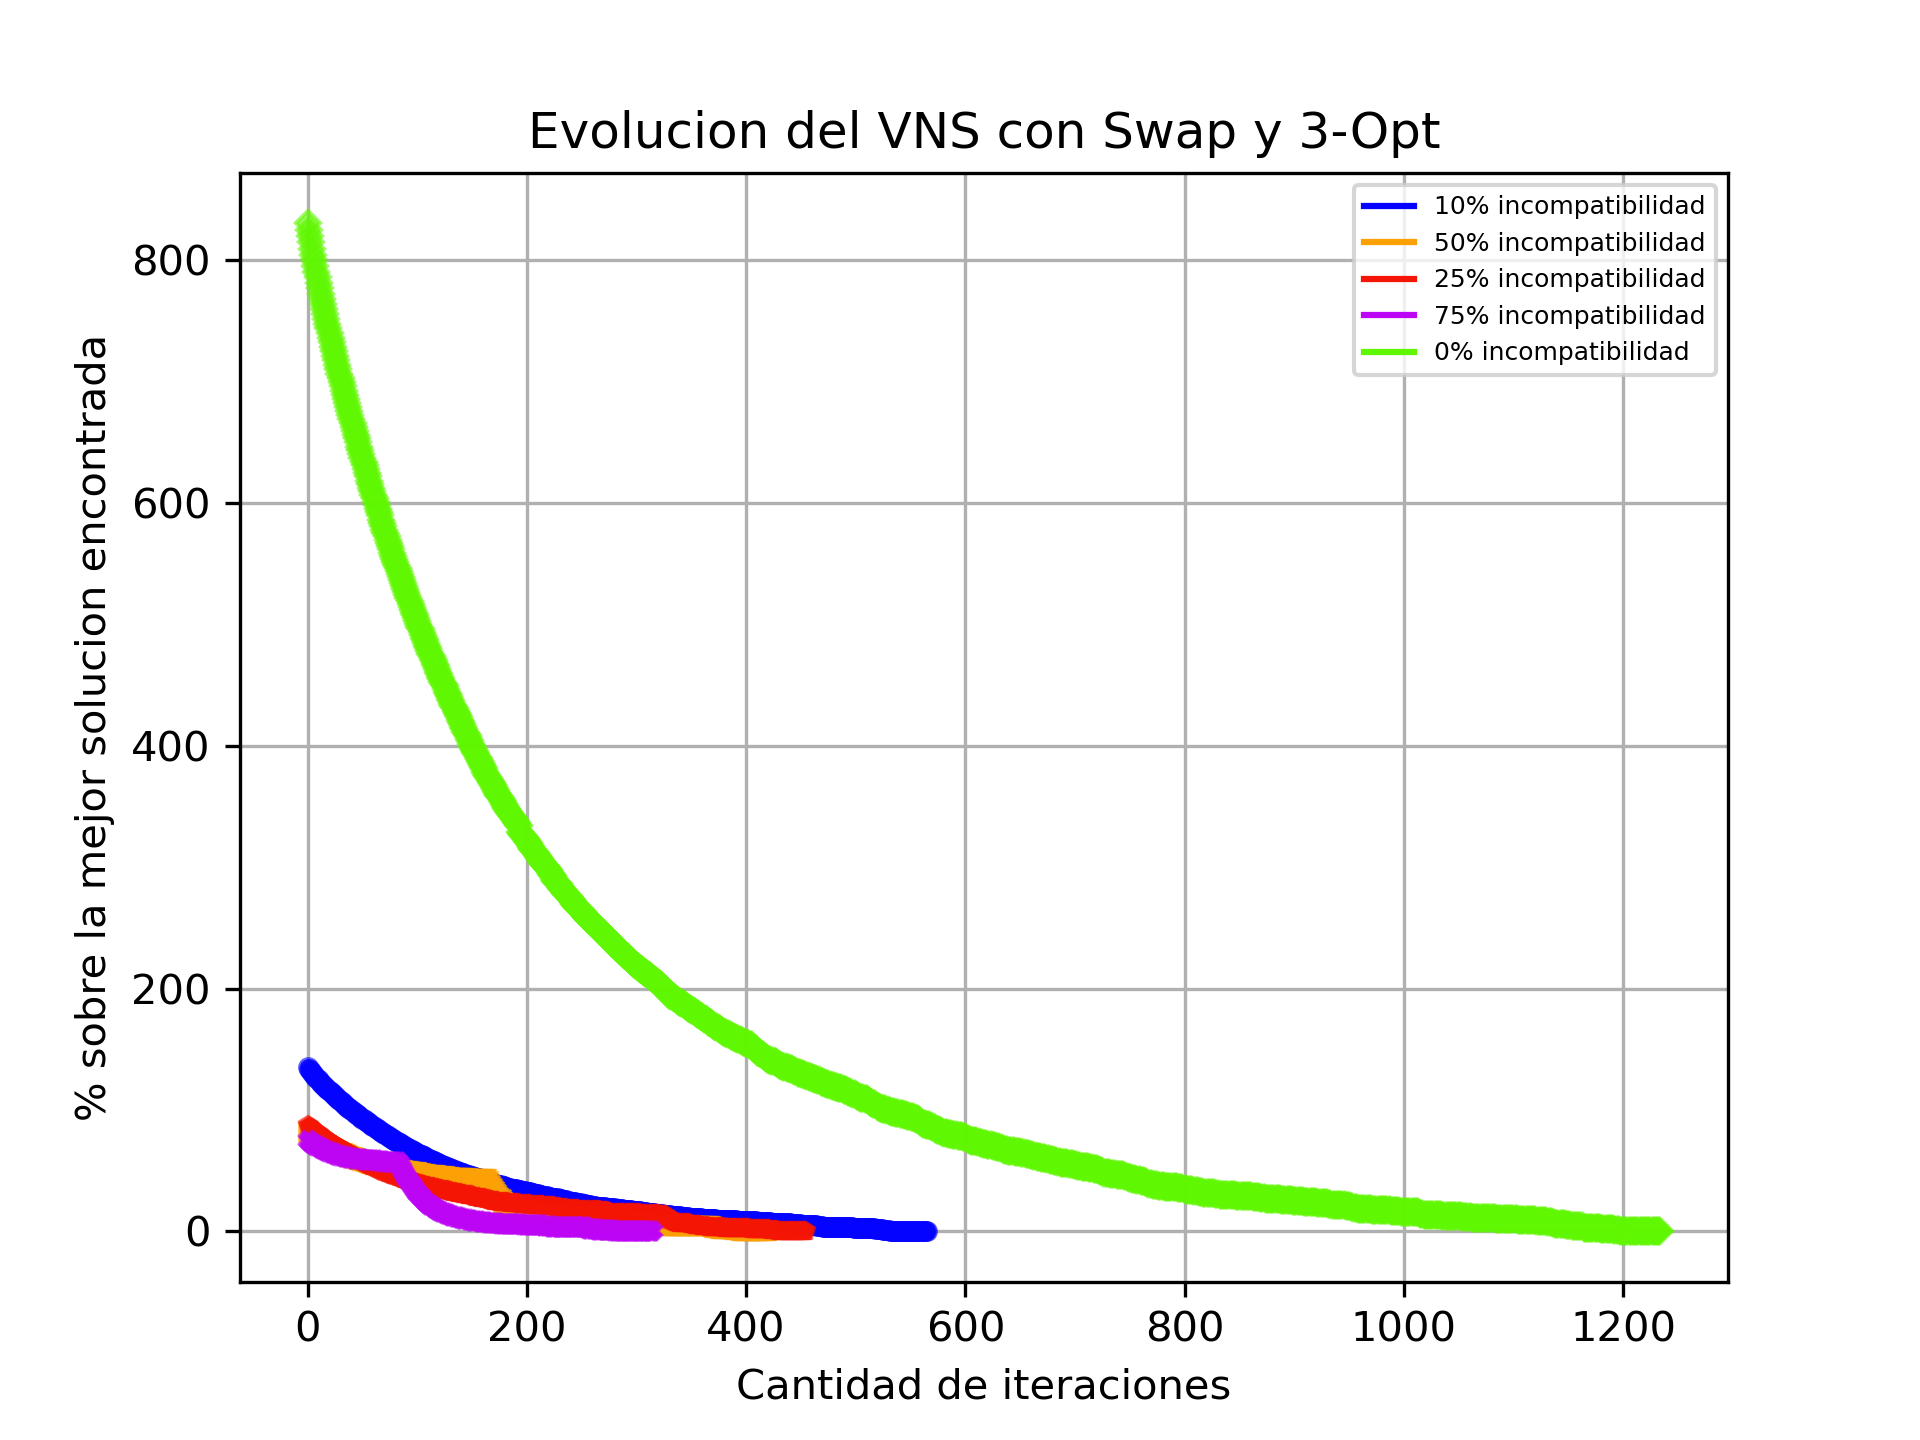 Evolucion del VNS con Swap y 3-Opt
10% incompatibilidad
50% incompatibilidad
25% incompatibilidad
75% incompatibilidad
0% incompatibilidad
% sobre la mejor solucion encontrada
800
600
400
200
0
0 200 400 600 800 1000 1200
Cantidad de iteraciones